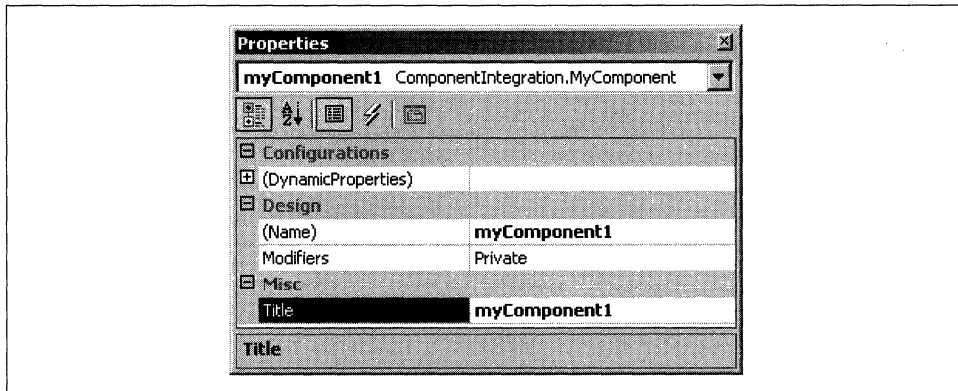 Properties
myComponent1 ComponentIntegration.MyComponent
Configurations
(DynamicProperties)
Design
(Name) myComponent1
Modifiers Private
Misc
Title myComponent1
Title